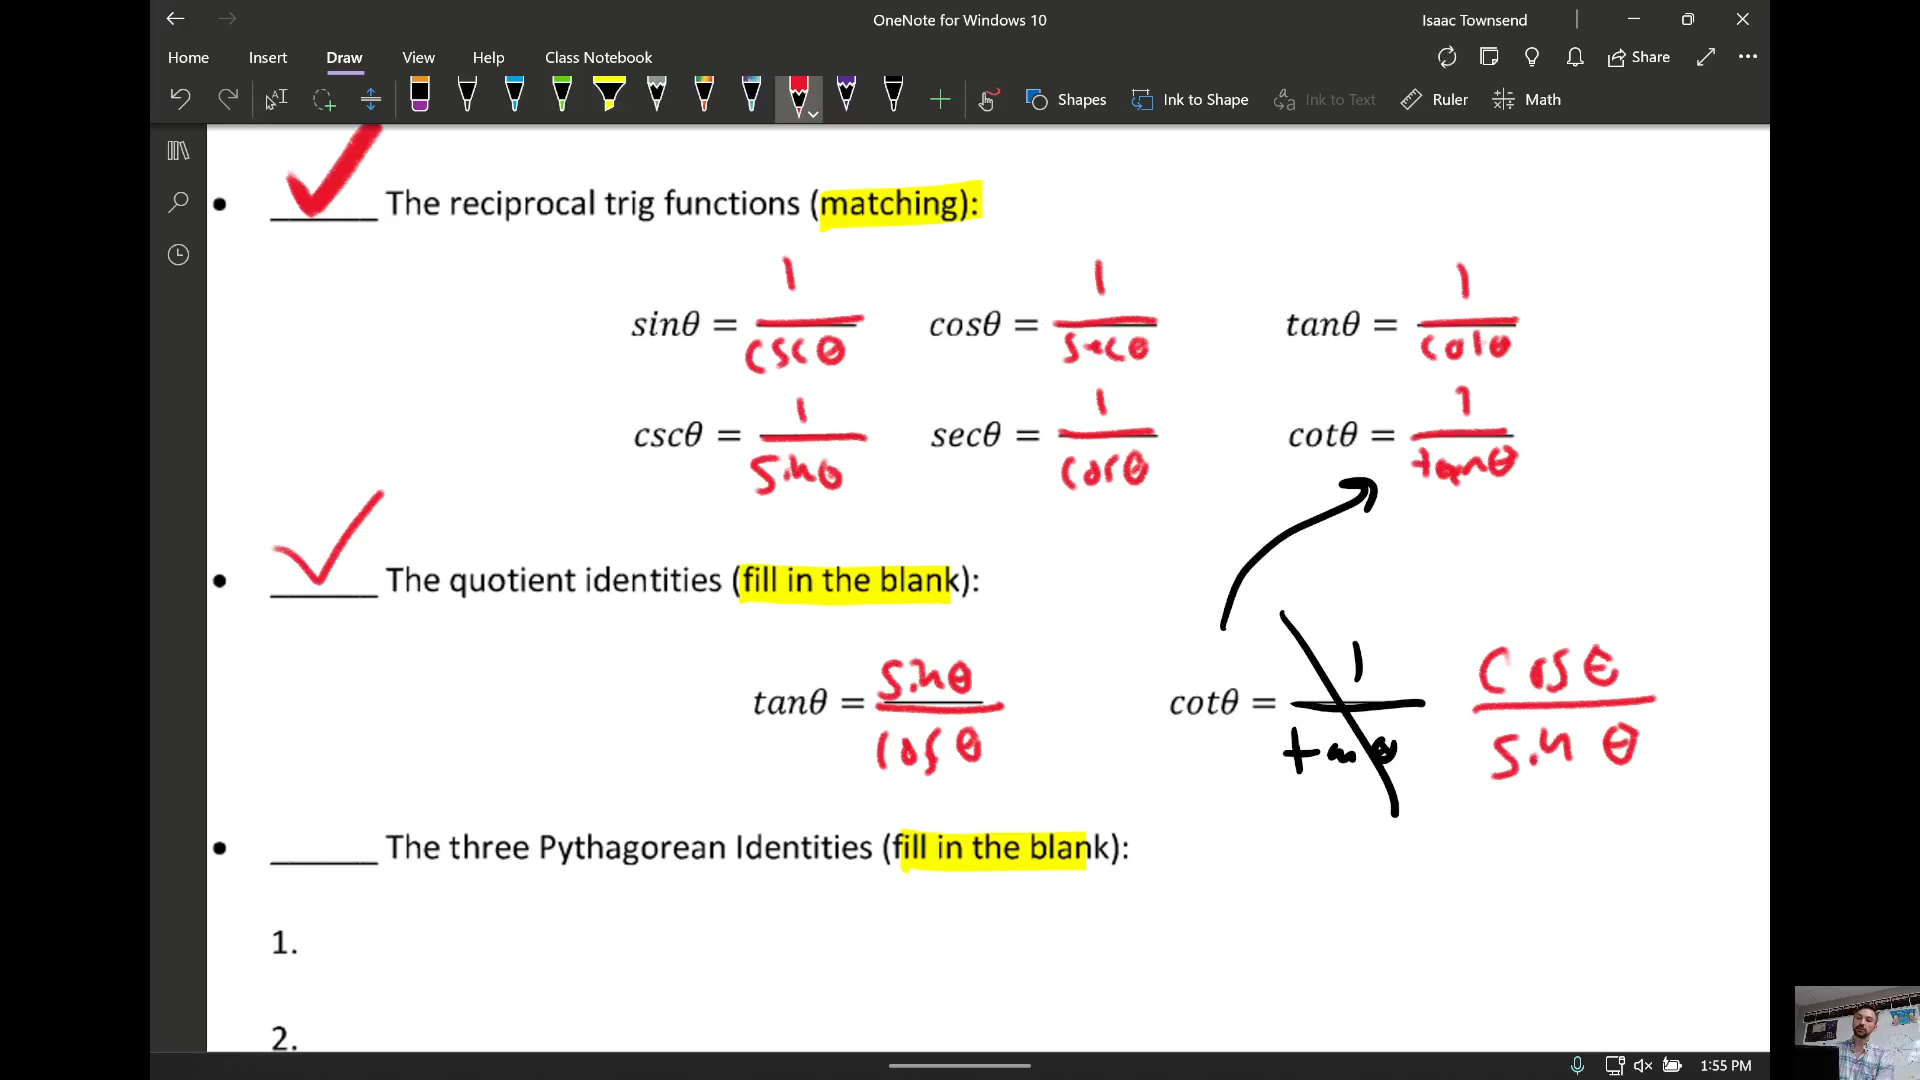 OneNote for Windows 10
Isaac Townsend
Home Insert Draw View Help Class Notebook
Share
Shapes Ink to Shape Ink to Text Ruler Math
• ______ The reciprocal trig functions (matching):
sinθ = 1/cscθ cosθ = 1/secθ tanθ = 1/cotθ
cscθ = 1/sinθ secθ = 1/cosθ cotθ = 1/tanθ
• ______ The quotient identities (fill in the blank):
tanθ = sinθ/cosθ cotθ = 1/tanθ cosθ/sinθ
• ______ The three Pythagorean Identities (fill in the blank):
1.
2.
1:55 PM